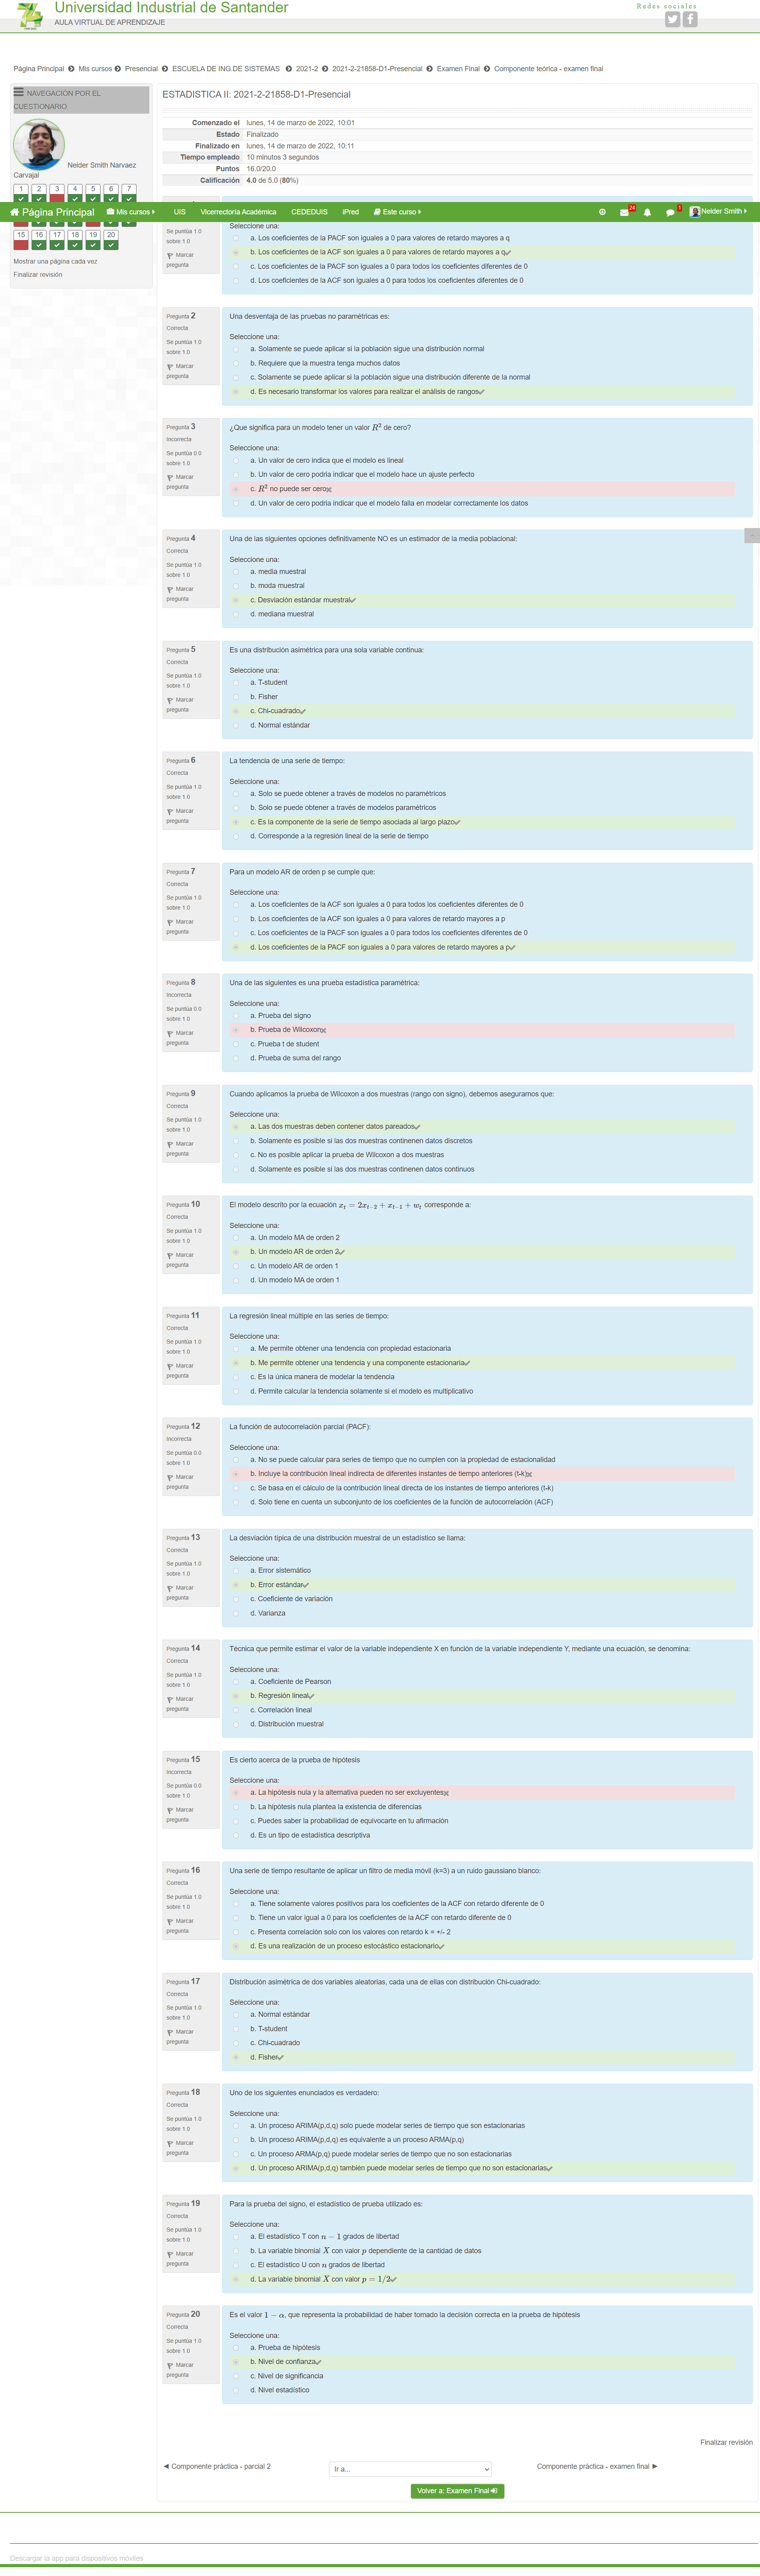 Universidad Industrial de Santander
AULA VIRTUAL DE APRENDIZAJE
Redes sociales
Página Principal Mis cursos Presencial ESCUELA DE ING.DE SISTEMAS 2021-2 2021-2-21858-D1-Presencial Examen Final Componente teórica - examen final
NAVEGACIÓN POR EL CUESTIONARIO
Neider Smith Narvaez Carvajal
1 2 3 4 5 6 7
15 16 17 18 19 20
Mostrar una página cada vez
Finalizar revisión
ESTADISTICA II: 2021-2-21858-D1-Presencial
Comenzado el lunes, 14 de marzo de 2022, 10:01
Estado Finalizado
Finalizado en lunes, 14 de marzo de 2022, 10:11
Tiempo empleado 10 minutos 3 segundos
Puntos 16.0/20.0
Calificación 4.0 de 5.0 (80%)
Página Principal Mis cursos UIS Vicerrectoría Académica CEDEDUIS iPred Este curso 24 1 Neider Smith
Se puntúa 1.0 sobre 1.0
Marcar pregunta
Seleccione una:
a. Los coeficientes de la PACF son iguales a 0 para valores de retardo mayores a q
b. Los coeficientes de la ACF son iguales a 0 para valores de retardo mayores a q
c. Los coeficientes de la PACF son iguales a 0 para todos los coeficientes diferentes de 0
d. Los coeficientes de la ACF son iguales a 0 para todos los coeficientes diferentes de 0
Pregunta 2
Correcta
Se puntúa 1.0 sobre 1.0
Marcar pregunta
Una desventaja de las pruebas no paramétricas es:
Seleccione una:
a. Solamente se puede aplicar si la población sigue una distribución normal
b. Requiere que la muestra tenga muchos datos
c. Solamente se puede aplicar si la población sigue una distribución diferente de la normal
d. Es necesario transformar los valores para realizar el análisis de rangos
Pregunta 3
Incorrecta
Se puntúa 0.0 sobre 1.0
Marcar pregunta
¿Que significa para un modelo tener un valor R² de cero?
Seleccione una:
a. Un valor de cero indica que el modelo es lineal
b. Un valor de cero podría indicar que el modelo hace un ajuste perfecto
c. R² no puede ser cero
d. Un valor de cero podría indicar que el modelo falla en modelar correctamente los datos
Pregunta 4
Correcta
Se puntúa 1.0 sobre 1.0
Marcar pregunta
Una de las siguientes opciones definitivamente NO es un estimador de la media poblacional:
Seleccione una:
a. media muestral
b. moda muestral
c. Desviación estándar muestral
d. mediana muestral
Pregunta 5
Correcta
Se puntúa 1.0 sobre 1.0
Marcar pregunta
Es una distribución asimétrica para una sola variable continua:
Seleccione una:
a. T-student
b. Fisher
c. Chi-cuadrado
d. Normal estándar
Pregunta 6
Correcta
Se puntúa 1.0 sobre 1.0
Marcar pregunta
La tendencia de una serie de tiempo:
Seleccione una:
a. Solo se puede obtener a través de modelos no paramétricos
b. Solo se puede obtener a través de modelos paramétricos
c. Es la componente de la serie de tiempo asociada al largo plazo
d. Corresponde a la regresión lineal de la serie de tiempo
Pregunta 7
Correcta
Se puntúa 1.0 sobre 1.0
Marcar pregunta
Para un modelo AR de orden p se cumple que:
Seleccione una:
a. Los coeficientes de la ACF son iguales a 0 para todos los coeficientes diferentes de 0
b. Los coeficientes de la ACF son iguales a 0 para valores de retardo mayores a p
c. Los coeficientes de la PACF son iguales a 0 para todos los coeficientes diferentes de 0
d. Los coeficientes de la PACF son iguales a 0 para valores de retardo mayores a p
Pregunta 8
Incorrecta
Se puntúa 0.0 sobre 1.0
Marcar pregunta
Una de las siguientes es una prueba estadística paramétrica:
Seleccione una:
a. Prueba del signo
b. Prueba de Wilcoxon
c. Prueba t de student
d. Prueba de suma del rango
Pregunta 9
Correcta
Se puntúa 1.0 sobre 1.0
Marcar pregunta
Cuando aplicamos la prueba de Wilcoxon a dos muestras (rango con signo), debemos asegurarnos que:
Seleccione una:
a. Las dos muestras deben contener datos pareados
b. Solamente es posible si las dos muestras continenen datos discretos
c. No es posible aplicar la prueba de Wilcoxon a dos muestras
d. Solamente es posible si las dos muestras continenen datos continuos
Pregunta 10
Correcta
Se puntúa 1.0 sobre 1.0
Marcar pregunta
El modelo descrito por la ecuación xₜ = 2xₜ₋₂ + xₜ₋₁ + wₜ corresponde a:
Seleccione una:
a. Un modelo MA de orden 2
b. Un modelo AR de orden 2
c. Un modelo AR de orden 1
d. Un modelo MA de orden 1
Pregunta 11
Correcta
Se puntúa 1.0 sobre 1.0
Marcar pregunta
La regresión lineal múltiple en las series de tiempo:
Seleccione una:
a. Me permite obtener una tendencia con propiedad estacionaria
b. Me permite obtener una tendencia y una componente estacionaria
c. Es la única manera de modelar la tendencia
d. Permite calcular la tendencia solamente si el modelo es multiplicativo
Pregunta 12
Incorrecta
Se puntúa 0.0 sobre 1.0
Marcar pregunta
La función de autocorrelación parcial (PACF):
Seleccione una:
a. No se puede calcular para series de tiempo que no cumplen con la propiedad de estacionalidad
b. Incluye la contribución lineal indirecta de diferentes instantes de tiempo anteriores (t-k)
c. Se basa en el cálculo de la contribución lineal directa de los instantes de tiempo anteriores (t-k)
d. Solo tiene en cuenta un subconjunto de los coeficientes de la función de autocorrelación (ACF)
Pregunta 13
Correcta
Se puntúa 1.0 sobre 1.0
Marcar pregunta
La desviación típica de una distribución muestral de un estadístico se llama:
Seleccione una:
a. Error sistemático
b. Error estándar
c. Coeficiente de variación
d. Varianza
Pregunta 14
Correcta
Se puntúa 1.0 sobre 1.0
Marcar pregunta
Técnica que permite estimar el valor de la variable independiente X en función de la variable independiente Y, mediante una ecuación, se denomina:
Seleccione una:
a. Coeficiente de Pearson
b. Regresión lineal
c. Correlación lineal
d. Distribución muestral
Pregunta 15
Incorrecta
Se puntúa 0.0 sobre 1.0
Marcar pregunta
Es cierto acerca de la prueba de hipótesis
Seleccione una:
a. La hipótesis nula y la alternativa pueden no ser excluyentes
b. La hipótesis nula plantea la existencia de diferencias
c. Puedes saber la probabilidad de equivocarte en tu afirmación
d. Es un tipo de estadística descriptiva
Pregunta 16
Correcta
Se puntúa 1.0 sobre 1.0
Marcar pregunta
Una serie de tiempo resultante de aplicar un filtro de media móvil (k=3) a un ruido gaussiano blanco:
Seleccione una:
a. Tiene solamente valores positivos para los coeficientes de la ACF con retardo diferente de 0
b. Tiene un valor igual a 0 para los coeficientes de la ACF con retardo diferente de 0
c. Presenta correlación solo con los valores con retardo k = +/- 2
d. Es una realización de un proceso estocástico estacionario
Pregunta 17
Correcta
Se puntúa 1.0 sobre 1.0
Marcar pregunta
Distribución asimétrica de dos variables aleatorias, cada una de ellas con distribución Chi-cuadrado:
Seleccione una:
a. Normal estándar
b. T-student
c. Chi-cuadrado
d. Fisher
Pregunta 18
Correcta
Se puntúa 1.0 sobre 1.0
Marcar pregunta
Uno de los siguientes enunciados es verdadero:
Seleccione una:
a. Un proceso ARIMA(p,d,q) solo puede modelar series de tiempo que son estacionarias
b. Un proceso ARIMA(p,d,q) es equivalente a un proceso ARMA(p,q)
c. Un proceso ARMA(p,q) puede modelar series de tiempo que no son estacionarias
d. Un proceso ARIMA(p,d,q) también puede modelar series de tiempo que no son estacionarias
Pregunta 19
Correcta
Se puntúa 1.0 sobre 1.0
Marcar pregunta
Para la prueba del signo, el estadístico de prueba utilizado es:
Seleccione una:
a. El estadístico T con n − 1 grados de libertad
b. La variable binomial X con valor p dependiente de la cantidad de datos
c. El estadístico U con n grados de libertad
d. La variable binomial X con valor p = 1/2
Pregunta 20
Correcta
Se puntúa 1.0 sobre 1.0
Marcar pregunta
Es el valor 1 − α, que representa la probabilidad de haber tomado la decisión correcta en la prueba de hipótesis
Seleccione una:
a. Prueba de hipótesis
b. Nivel de confianza
c. Nivel de significancia
d. Nivel estadístico
Finalizar revisión
◄ Componente práctica - parcial 2
Ir a...
Componente práctica - examen final ►
Volver a: Examen Final
Descargar la app para dispositivos móviles